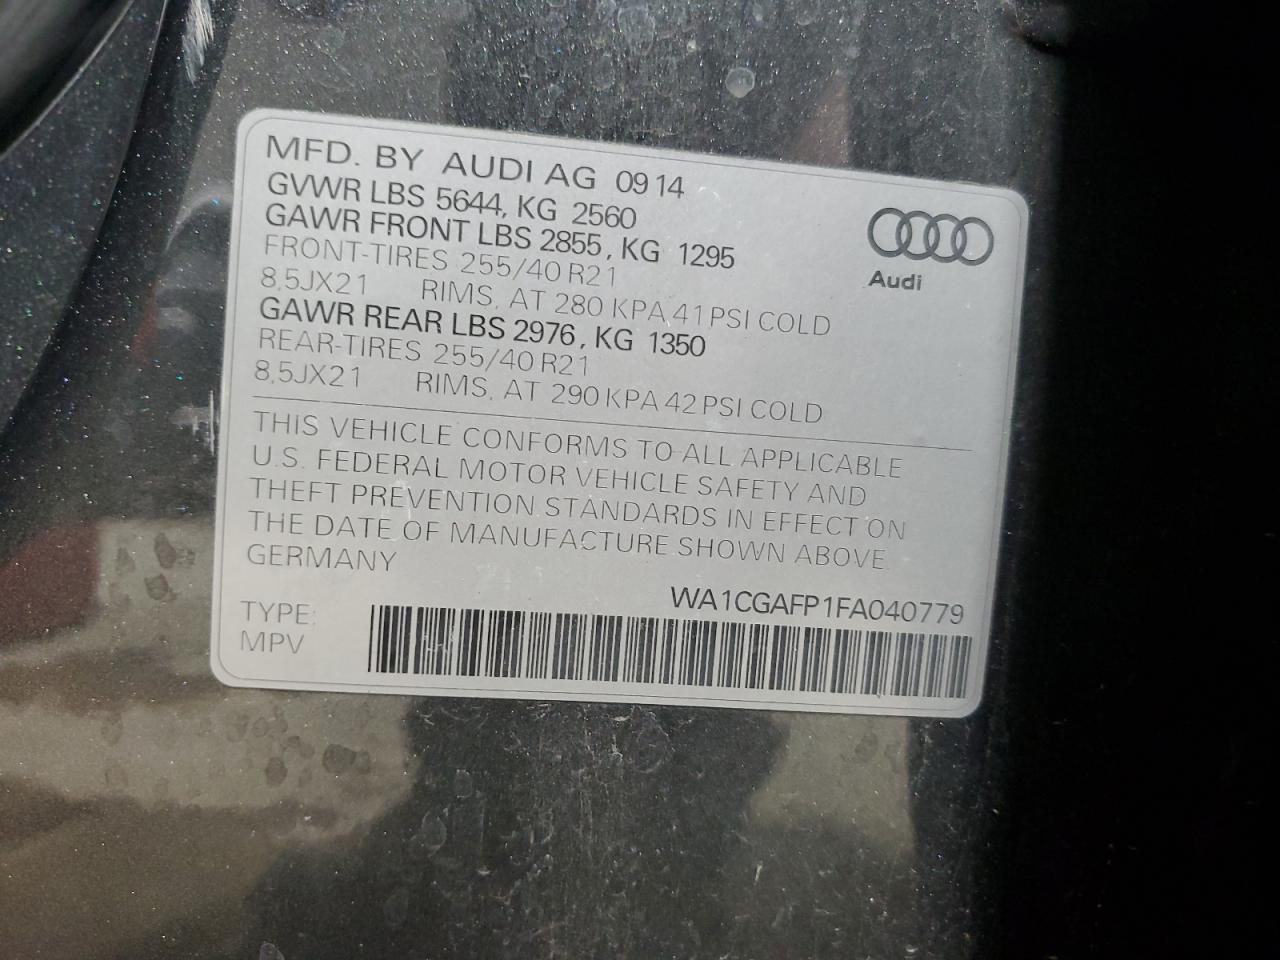 MFD. BY AUDI AG 09 14
GVWR LBS 5644, KG 2560
GAWR FRONT LBS 2855, KG 1295
FRONT-TIRES 255/40 R21
8,5JX21 RIMS, AT 280 KPA 41 PSI COLD
GAWR REAR LBS 2976, KG 1350
REAR-TIRES 255/40 R21
8,5JX21 RIMS, AT 290 KPA 42 PSI COLD
Audi
THIS VEHICLE CONFORMS TO ALL APPLICABLE
U.S. FEDERAL MOTOR VEHICLE SAFETY AND
THEFT PREVENTION STANDARDS IN EFFECT ON
THE DATE OF MANUFACTURE SHOWN ABOVE.
GERMANY
WA1CGAFP1FA040779
TYPE:
MPV